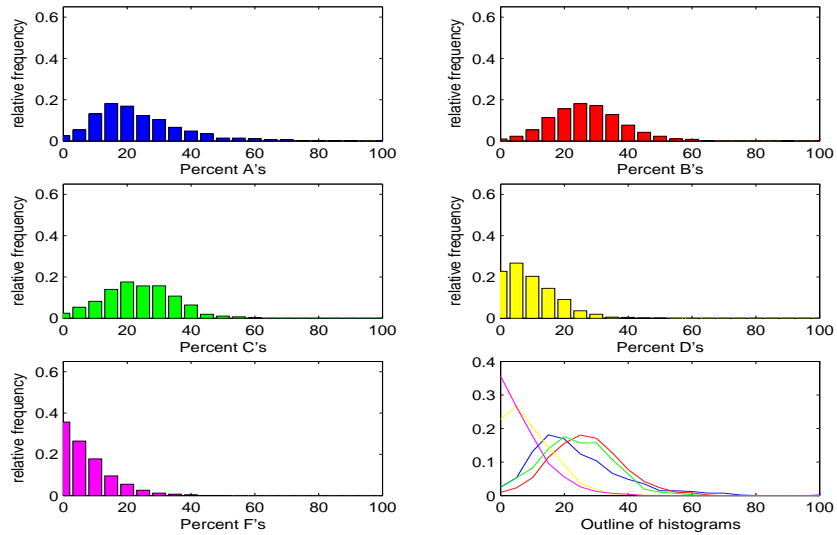 0.6
0.4
0.2
0
relative frequency
0 20 40 60 80 100
Percent A's
0.6
0.4
0.2
0
relative frequency
0 20 40 60 80 100
Percent B's
0.6
0.4
0.2
0
relative frequency
0 20 40 60 80 100
Percent C's
0.6
0.4
0.2
0
relative frequency
0 20 40 60 80 100
Percent D's
0.6
0.4
0.2
0
relative frequency
0 20 40 60 80 100
Percent F's
0.4
0.3
0.2
0.1
0
0 20 40 60 80 100
Outline of histograms